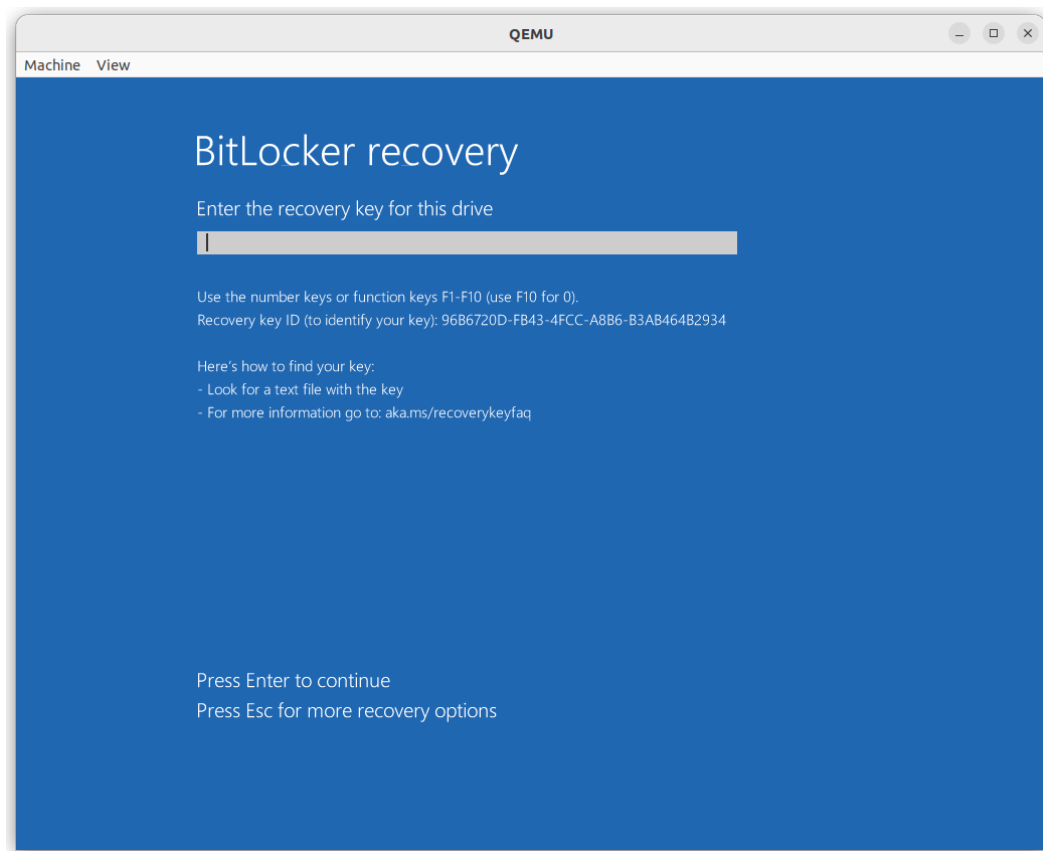 QEMU
Machine View
BitLocker recovery
Enter the recovery key for this drive
Use the number keys or function keys F1-F10 (use F10 for 0).
Recovery key ID (to identify your key): 96B6720D-FB43-4FCC-A8B6-B3AB464B2934
Here's how to find your key:
- Look for a text file with the key
- For more information go to: aka.ms/recoverykeyfaq
Press Enter to continue
Press Esc for more recovery options